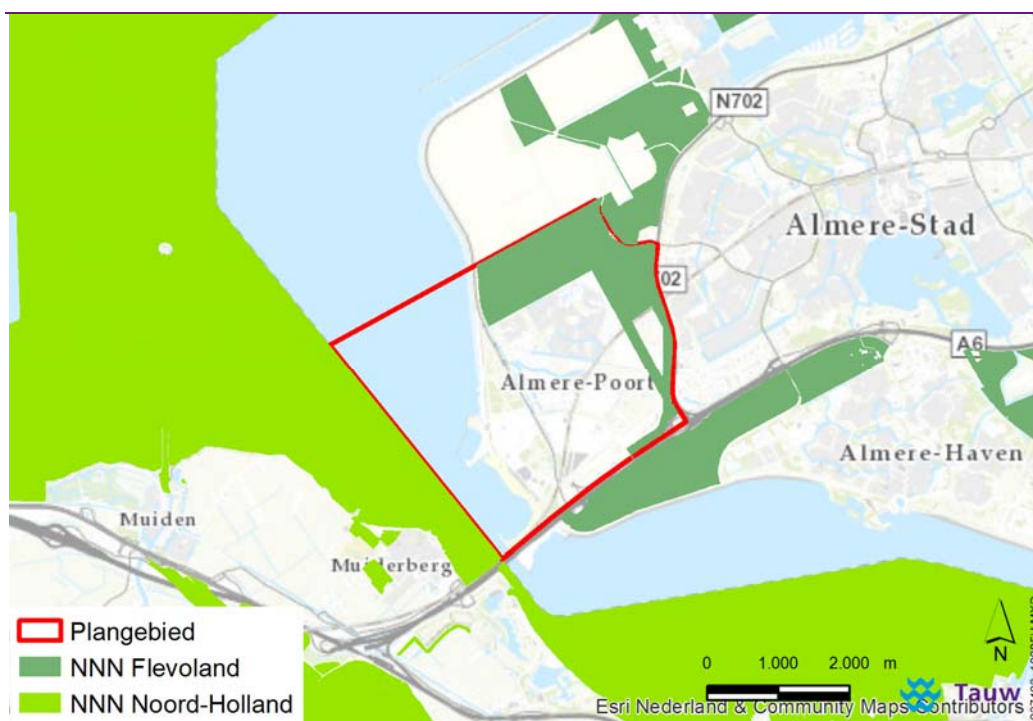 N702
Almere-Stad
02
A6
Almere-Poort
Almere-Haven
Muiden
Muiderberg
Plangebied
NNN Flevoland
NNN Noord-Holland
0 1.000 2.000 m
N
Tauw
Esri Nederland & Community Maps Contributors